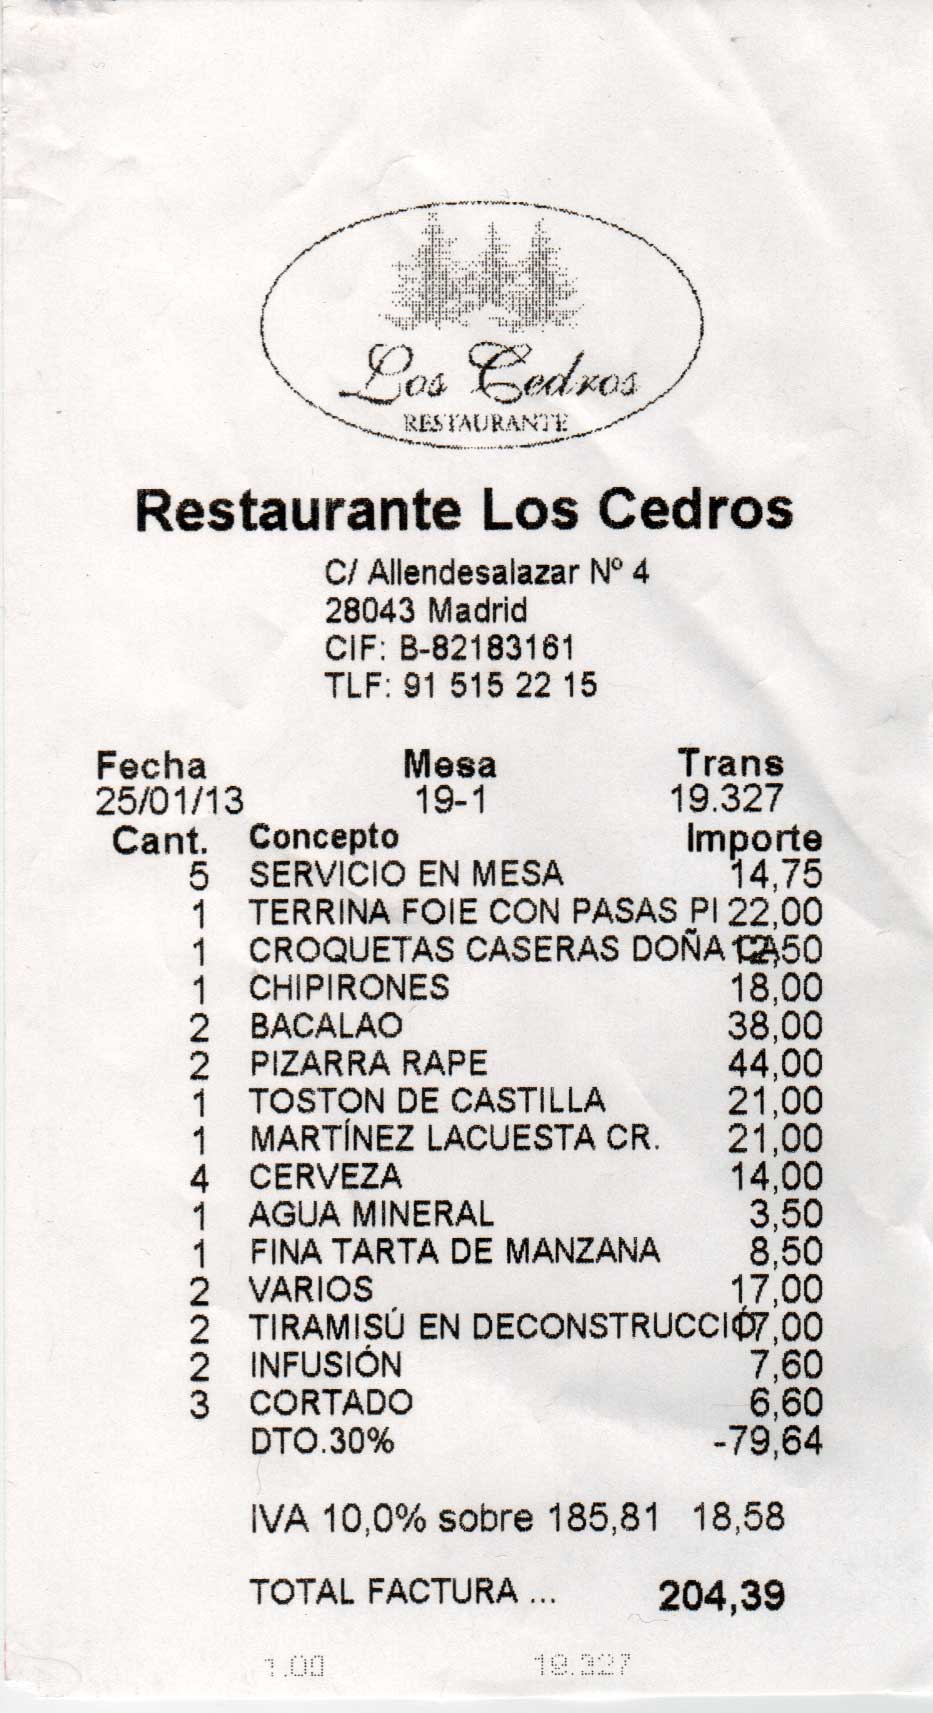 Los Cedros
RESTAURANTE
Restaurante Los Cedros
C/ Allendesalazar Nº 4
28043 Madrid
CIF: B-82183161
TLF: 91 515 22 15
Fecha Mesa Trans
25/01/13 19-1 19.327
Cant. Concepto Importe
5 SERVICIO EN MESA 14,75
1 TERRINA FOIE CON PASAS PI 22,00
1 CROQUETAS CASERAS DOÑA CA 12,50
1 CHIPIRONES 18,00
2 BACALAO 38,00
2 PIZARRA RAPE 44,00
1 TOSTON DE CASTILLA 21,00
1 MARTÍNEZ LACUESTA CR. 21,00
4 CERVEZA 14,00
1 AGUA MINERAL 3,50
1 FINA TARTA DE MANZANA 8,50
2 VARIOS 17,00
2 TIRAMISÚ EN DECONSTRUCCIÓ 17,00
2 INFUSIÓN 7,60
3 CORTADO 6,60
DTO.30% -79,64
IVA 10,0% sobre 185,81 18,58
TOTAL FACTURA ... 204,39
1.00 19.327